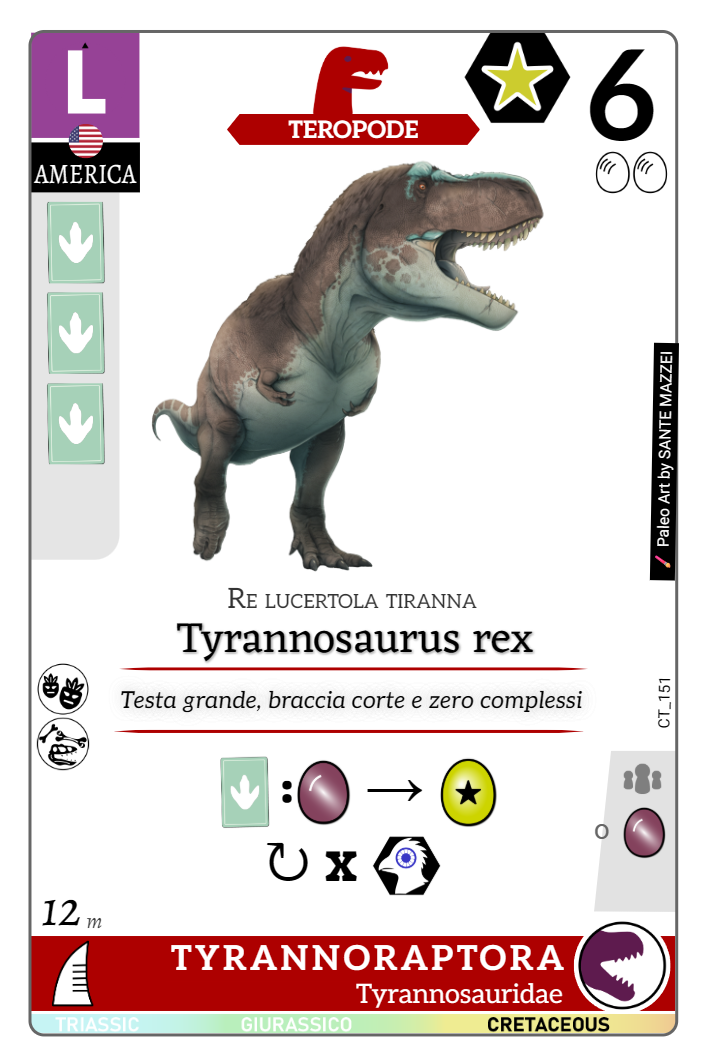 L
AMERICA
TEROPODE
6
Paleo Art by SANTE MAZZEI
Re lucertola tiranna
Tyrannosaurus rex
Testa grande, braccia corte e zero complessi
CT_151
:
→
x
o
12 m
TYRANNORAPTORA
Tyrannosauridae
TRIASSIC GIURASSICO CRETACEOUS